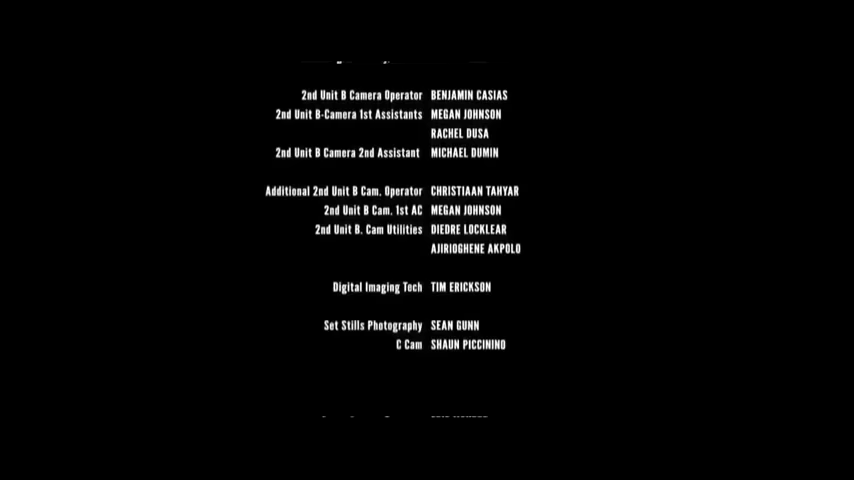 2nd Unit B Camera Operator BENJAMIN CASIAS
2nd Unit B-Camera 1st Assistants MEGAN JOHNSON
RACHEL DUSA
2nd Unit B Camera 2nd Assistant MICHAEL DUMIN
Additional 2nd Unit B Cam. Operator CHRISTIAAN TAHYAR
2nd Unit B Cam. 1st AC MEGAN JOHNSON
2nd Unit B. Cam Utilities DIEDRE LOCKLEAR
AJIRIOGHENE AKPOLO
Digital Imaging Tech TIM ERICKSON
Set Stills Photography SEAN GUNN
C Cam SHAUN PICCININO